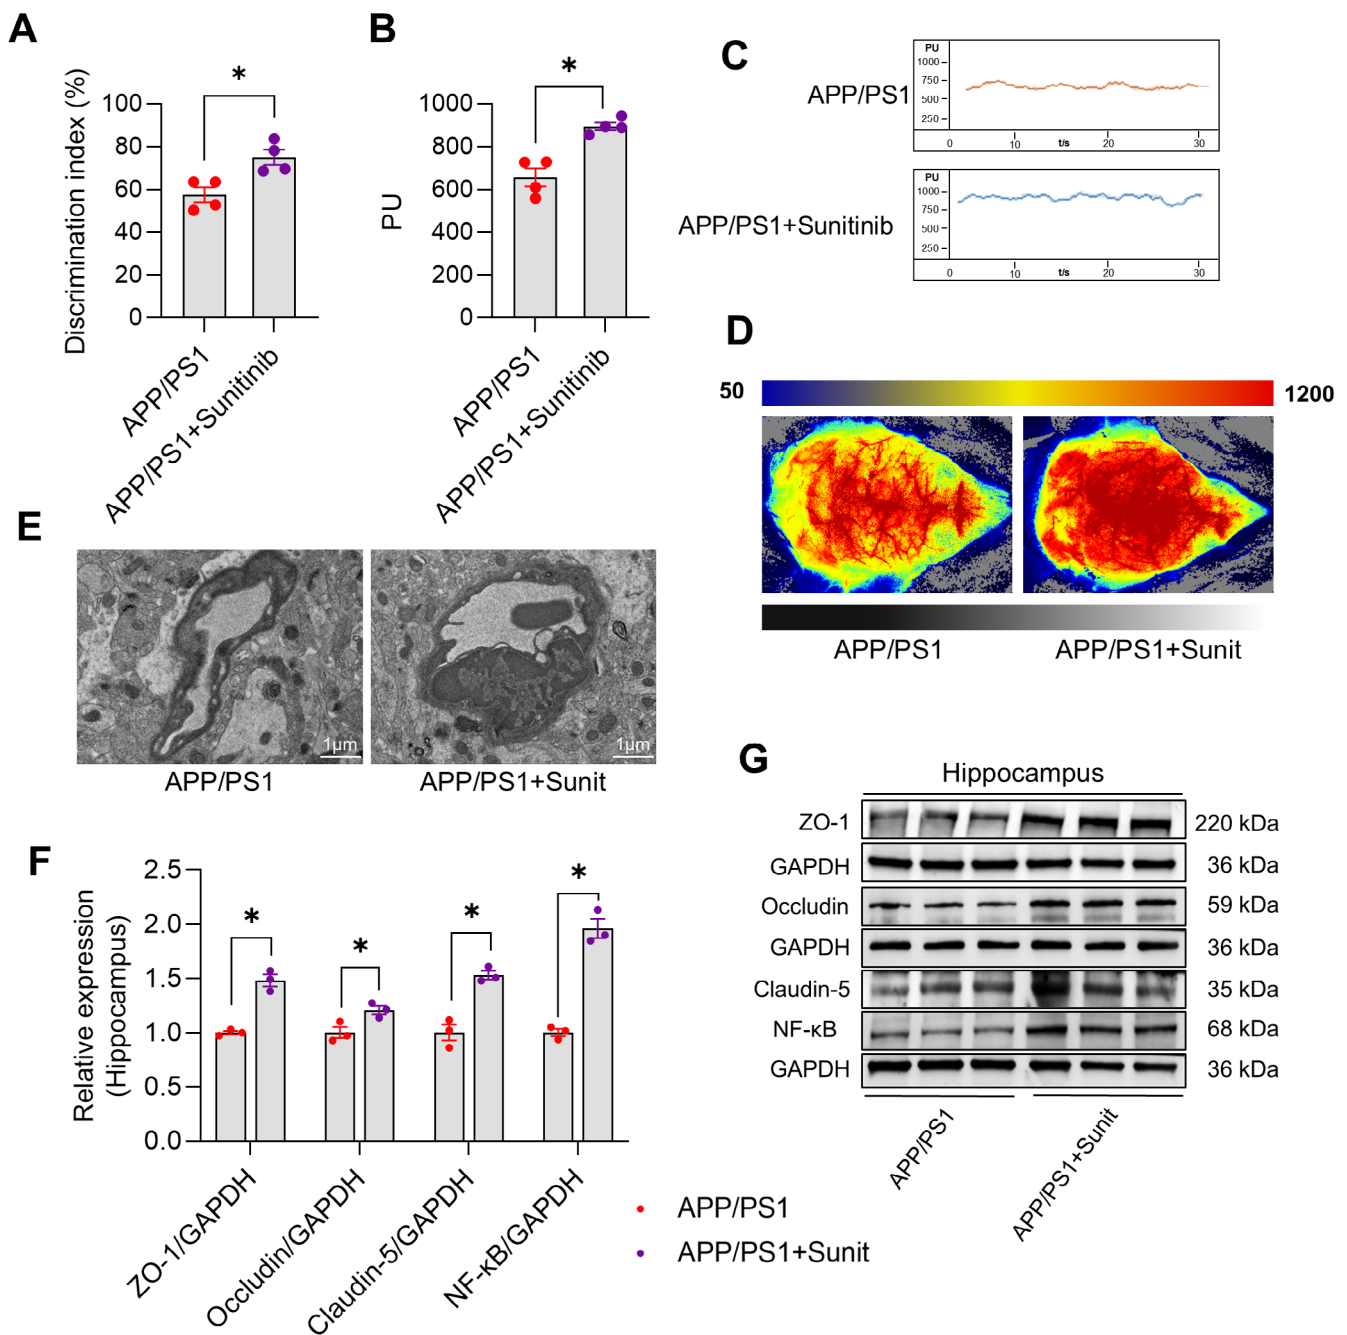 A
Discrimination index (%)
100
80
60
40
20
0
*
APP/PS1
APP/PS1+Sunitinib
B
PU
1000
800
600
400
200
0
*
APP/PS1
APP/PS1+Sunitinib
C
APP/PS1
PU
1000
750
500
250
0
10
t/s
20
30
APP/PS1+Sunitinib
PU
1000
750
500
250
0
10
t/s
20
30
D
50
1200
APP/PS1
APP/PS1+Sunit
E
1μm
1μm
APP/PS1
APP/PS1+Sunit
F
Relative expression
(Hippocampus)
2.5
2.0
1.5
1.0
0.5
0.0
*
*
*
*
ZO-1/GAPDH
Occludin/GAPDH
Claudin-5/GAPDH
NF-κB/GAPDH
APP/PS1
APP/PS1+Sunit
G
Hippocampus
ZO-1 220 kDa
GAPDH 36 kDa
Occludin 59 kDa
GAPDH 36 kDa
Claudin-5 35 kDa
NF-κB 68 kDa
GAPDH 36 kDa
APP/PS1
APP/PS1+Sunit